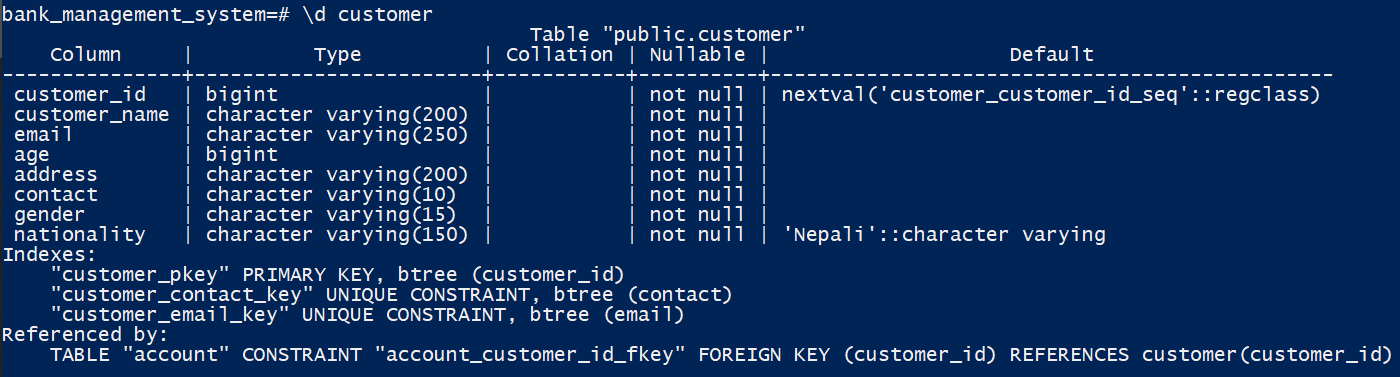 bank_management_system=# \d customer
                                          Table "public.customer"
    Column     |          Type          | Collation | Nullable |                    Default
---------------+------------------------+-----------+----------+-----------------------------------------------
 customer_id   | bigint                 |           | not null | nextval('customer_customer_id_seq'::regclass)
 customer_name | character varying(200) |           | not null |
 email         | character varying(250) |           | not null |
 age           | bigint                 |           | not null |
 address       | character varying(200) |           | not null |
 contact       | character varying(10)  |           | not null |
 gender        | character varying(15)  |           | not null |
 nationality   | character varying(150) |           | not null | 'Nepali'::character varying
Indexes:
    "customer_pkey" PRIMARY KEY, btree (customer_id)
    "customer_contact_key" UNIQUE CONSTRAINT, btree (contact)
    "customer_email_key" UNIQUE CONSTRAINT, btree (email)
Referenced by:
    TABLE "account" CONSTRAINT "account_customer_id_fkey" FOREIGN KEY (customer_id) REFERENCES customer(customer_id)